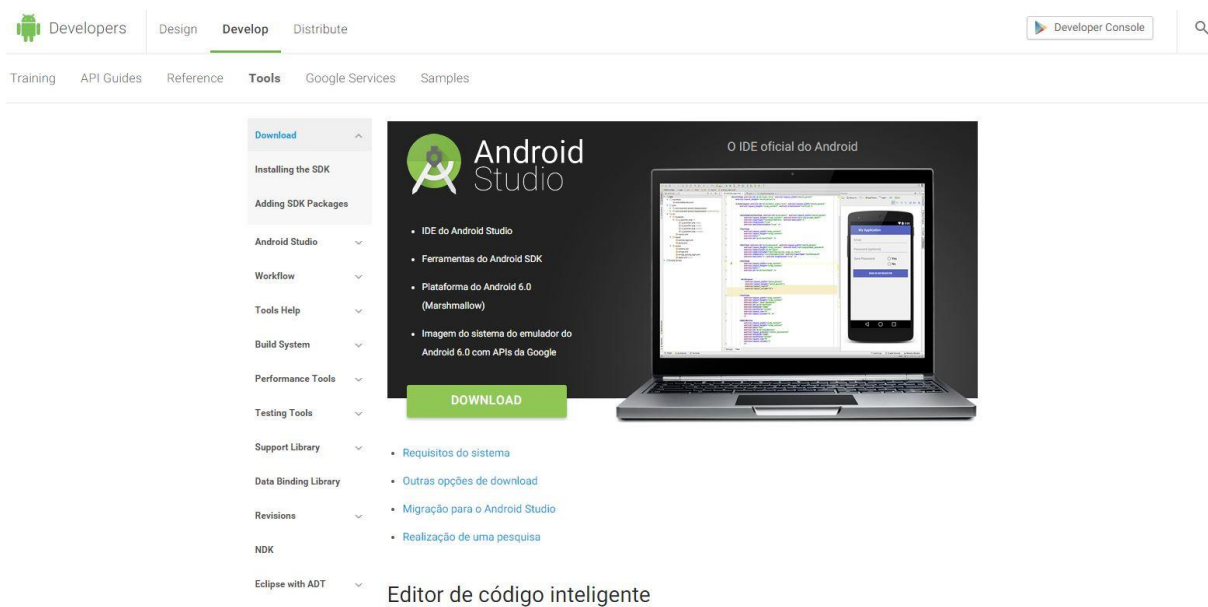 Developers
Design
Develop
Distribute
Developer Console
Training
API Guides
Reference
Tools
Google Services
Samples
Download
Installing the SDK
Adding SDK Packages
Android Studio
Workflow
Tools Help
Build System
Performance Tools
Testing Tools
Support Library
Data Binding Library
Revisions
NDK
Eclipse with ADT
Android
Studio
O IDE oficial do Android
• IDE do Android Studio
• Ferramentas do Android SDK
• Plataforma do Android 6.0
(Marshmallow)
• Imagem do sistema do emulador do
Android 6.0 com APIs da Google
My Application
DOWNLOAD
• Requisitos do sistema
• Outras opções de download
• Migração para o Android Studio
• Realização de uma pesquisa
Editor de código inteligente